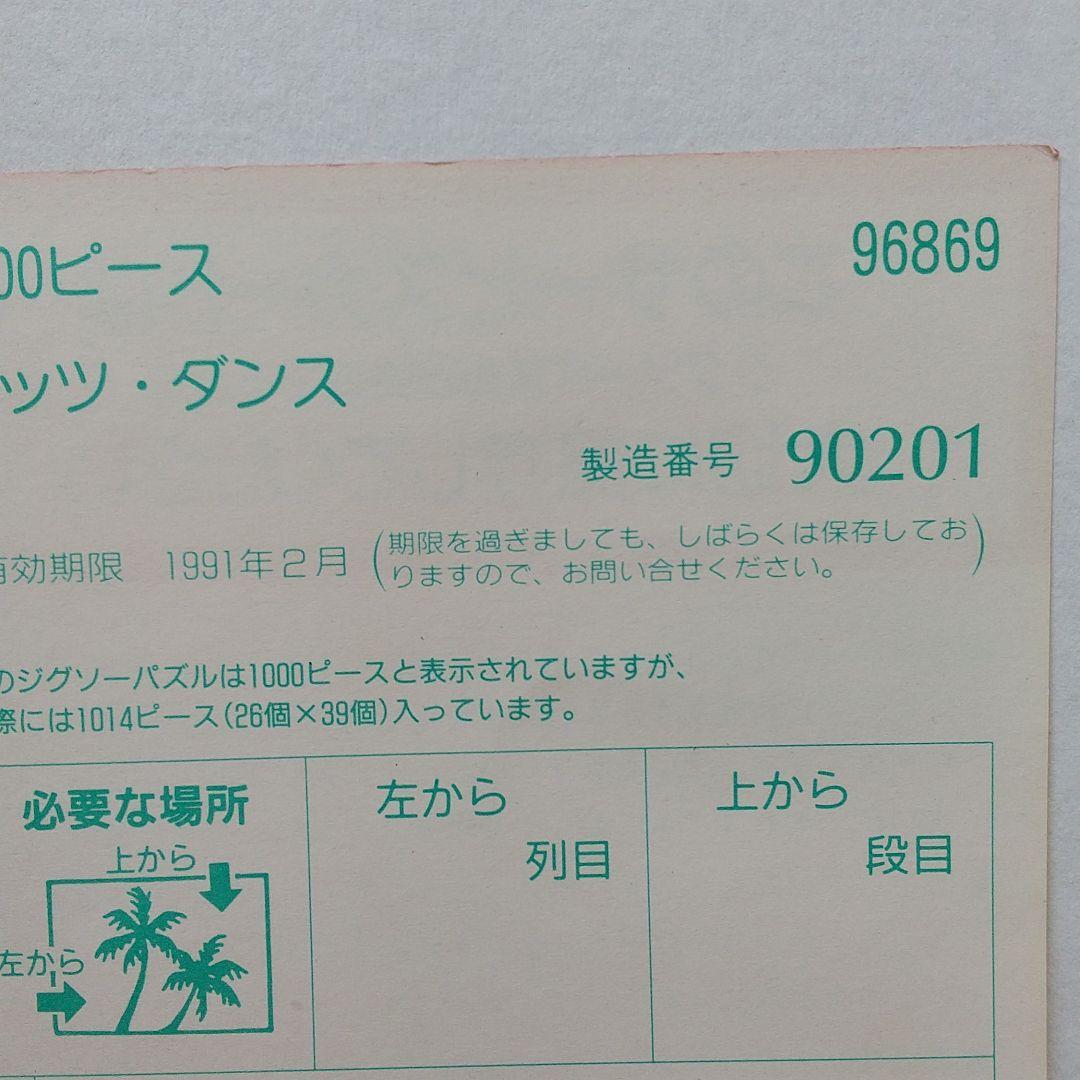 00ピース
96869
ッツ・ダンス
製造番号 90201
有効期限 1991年2月 (期限を過ぎましても、しばらくは保存してお
りますので、お問い合せください。)
のジグソーパズルは1000ピースと表示されていますが、
際には1014ピース(26個×39個)入っています。
必要な場所
左から
列目
上から
段目
上から
左から